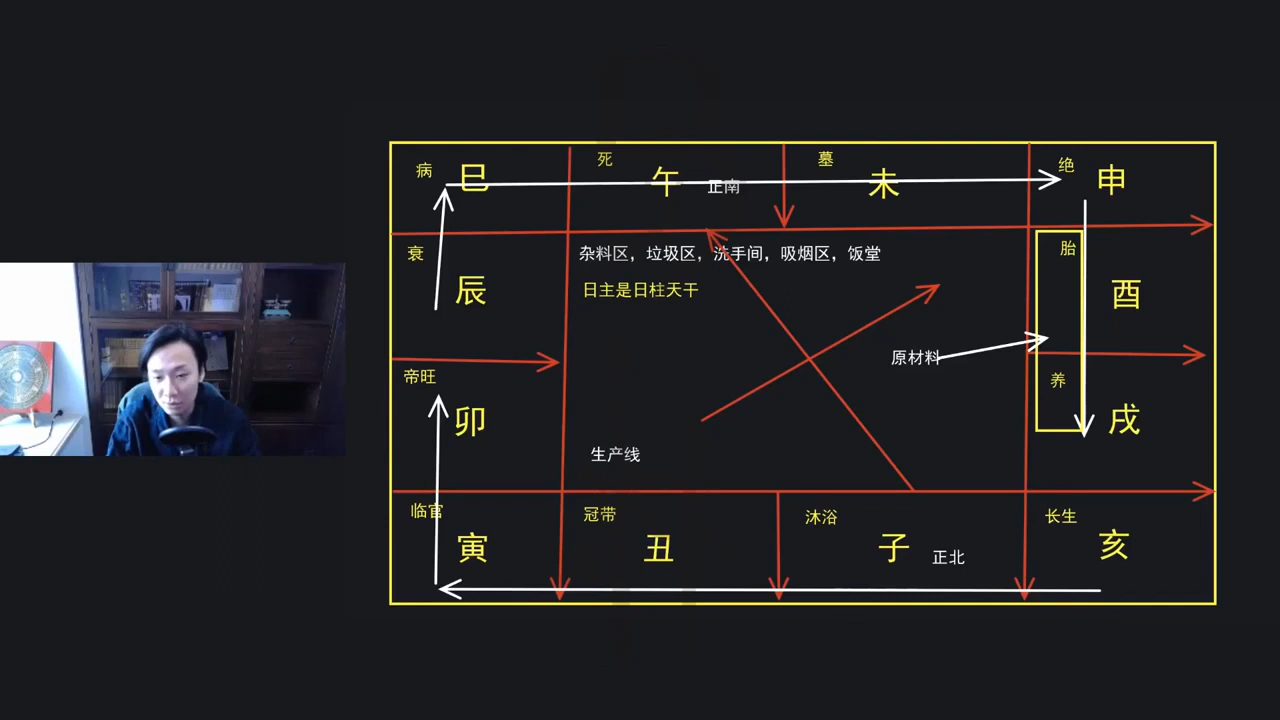 病 巳
死 午 正南
墓 未
绝 申
衰 辰
杂料区，垃圾区，洗手间，吸烟区，饭堂
胎 酉
日主是日柱天干
原材料
帝旺 卯
养 戌
生产线
临官 寅
冠带 丑
沐浴 子 正北
长生 亥